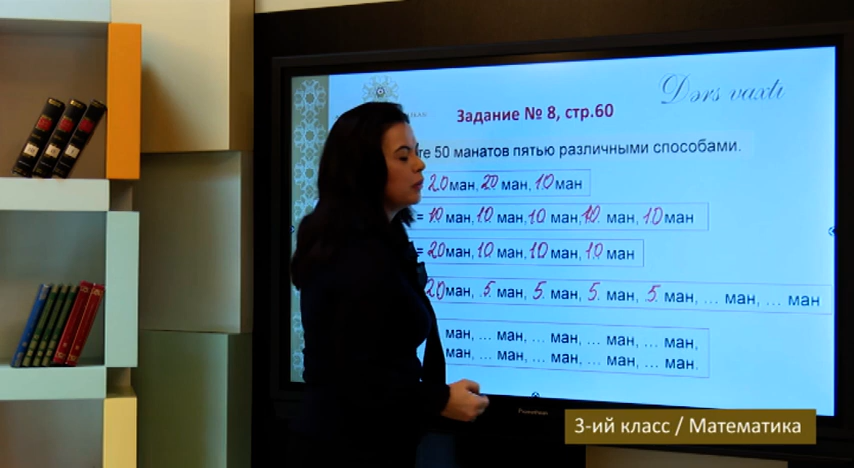 Dərs vaxtı
Задание № 8, стр.60
50 манатов пятью различными способами.
20 ман, 20 ман, 10 ман
= 10 ман, 10 ман, 10 ман, 10 ман, 10 ман
= 20 ман, 10 ман, 10 ман, 10 ман
20 ман, 5 ман, 5 ман, 5 ман, 5 ман, ... ман, ... ман
ман, ... ман, ... ман, ... ман, ... ман,
ман, ... ман, ... ман, ... ман, ... ман.
Promethean
3-ий класс / Математика